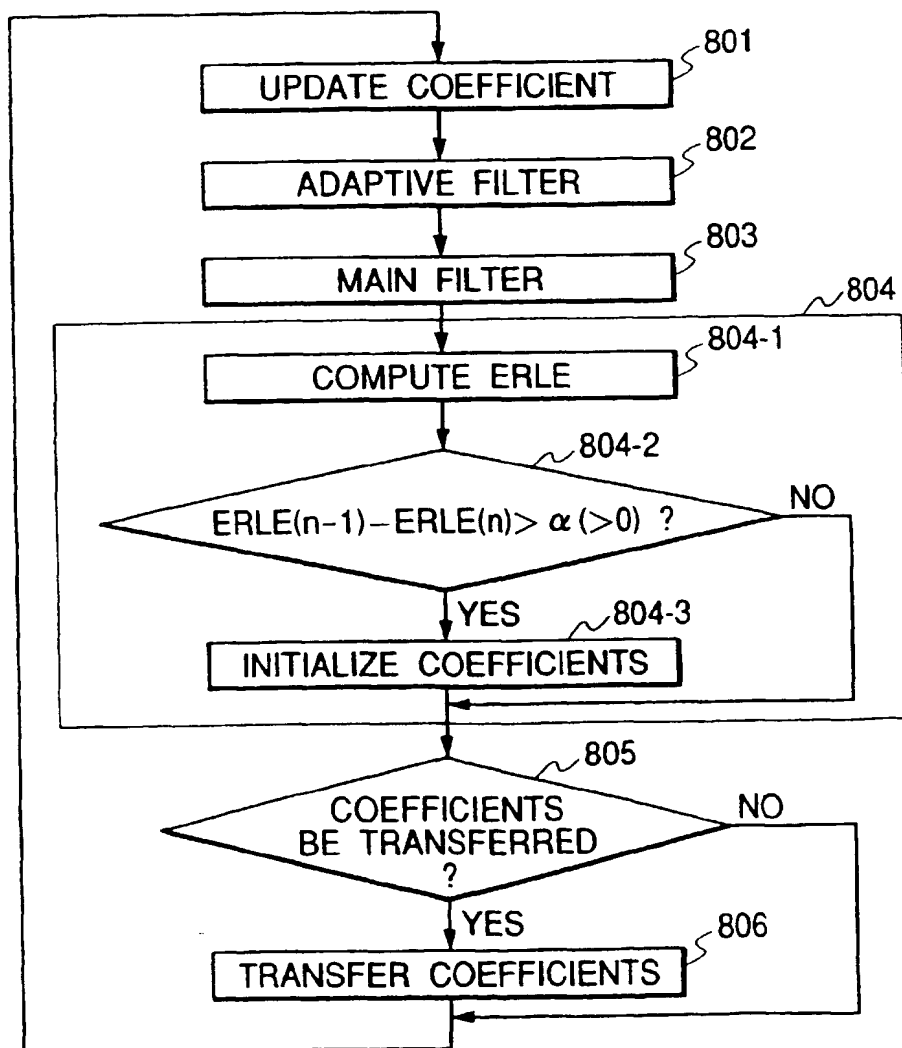 801
UPDATE COEFFICIENT
802
ADAPTIVE FILTER
803
MAIN FILTER
804
804-1
COMPUTE ERLE
804-2
ERLE(n-1)-ERLE(n)> α (>0) ?
NO
YES
804-3
INITIALIZE COEFFICIENTS
805
COEFFICIENTS
BE TRANSFERRED
?
NO
YES
806
TRANSFER COEFFICIENTS